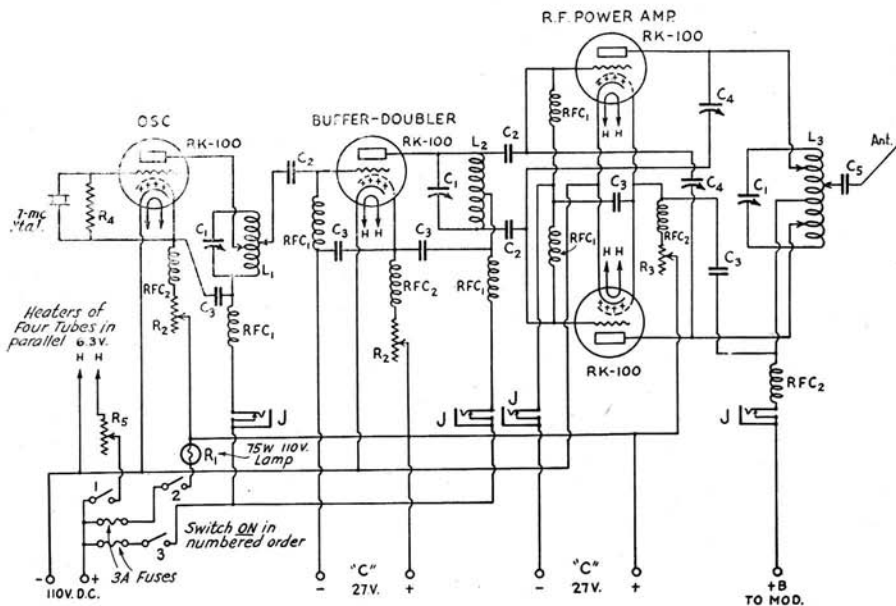 R.F. POWER AMP.
RK-100
OSC
RK-100
BUFFER-DOUBLER
RK-100
C2
L2
C2
RFC1
H H
C4
L3
Ant.
C5
7-mc
R4
C1
L1
RFC1
C3
H H
C3
C1
C2
C3
C4
C1
RFC1
RFC2
R3
C3
RFC2
R2
C3
RFC1
RFC2
R2
RFC1
H H
RK-100
RFC2
Heaters of
Four Tubes in
parallel 6.3V.
H H
R5
J
J
J
J
R1
75W 110V.
Lamp
1
2
3
Switch ON in
numbered order
3A Fuses
- +
110V. D.C.
- "C" +
27V.
- "C" +
27V.
+B
TO MOD.